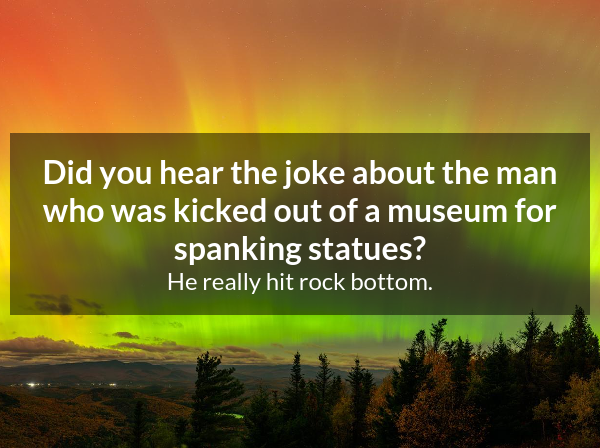 Did you hear the joke about the man
who was kicked out of a museum for
spanking statues?
He really hit rock bottom.